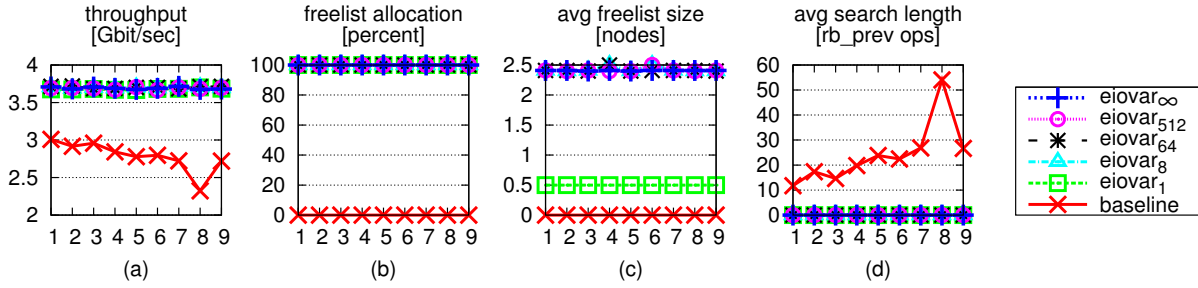 throughput
[Gbit/sec]
4
3.5
3
2.5
2
1 2 3 4 5 6 7 8 9
(a)
freelist allocation
[percent]
100
80
60
40
20
0
1 2 3 4 5 6 7 8 9
(b)
avg freelist size
[nodes]
2.5
2
1.5
1
0.5
0
1 2 3 4 5 6 7 8 9
(c)
avg search length
[rb_prev ops]
60
50
40
30
20
10
0
1 2 3 4 5 6 7 8 9
(d)
eiovar∞
eiovar512
eiovar64
eiovar8
eiovar1
baseline